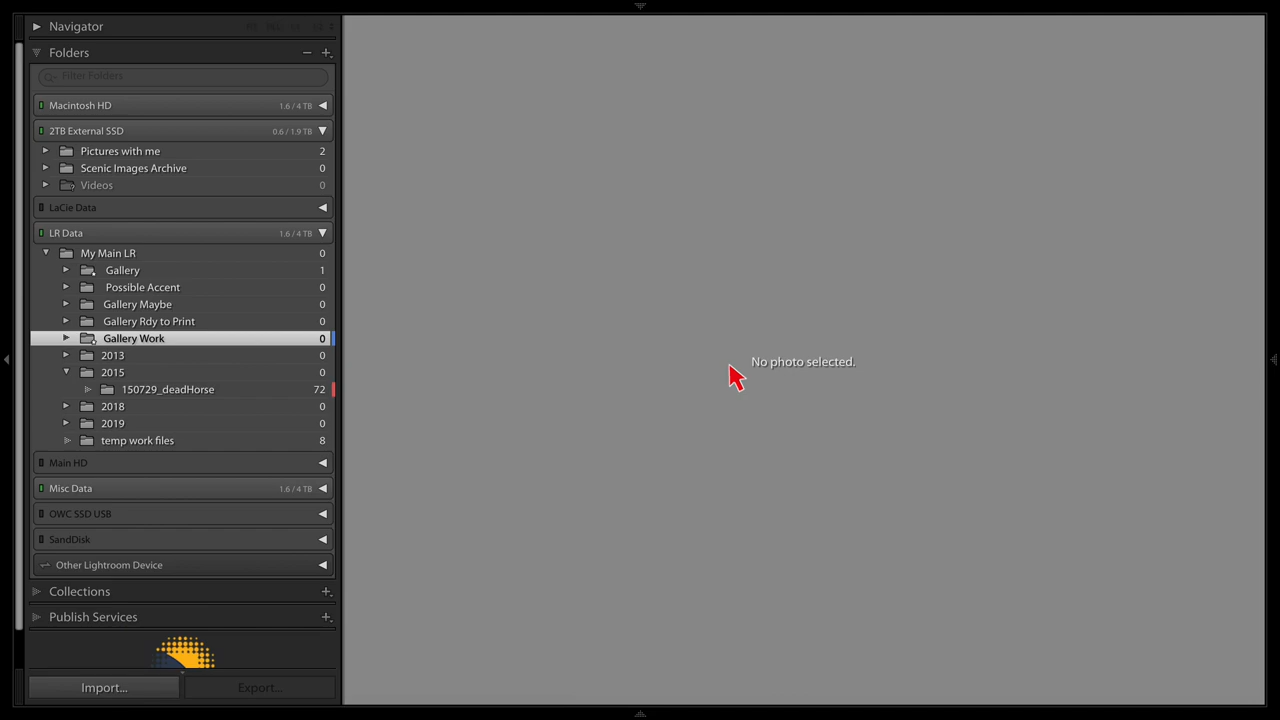 Navigator
Folders
Filter Folders
Macintosh HD 1.6 / 4 TB
2TB External SSD 0.6 / 1.9 TB
Pictures with me 2
Scenic Images Archive 0
Videos 0
LaCie Data
LR Data 1.6 / 4 TB
My Main LR 0
Gallery 1
Possible Accent 0
Gallery Maybe 0
Gallery Rdy to Print 0
Gallery Work 0
2013 0
2015 0
150729_deadHorse 72
2018 0
2019 0
temp work files 8
Main HD
Misc Data 1.6 / 4 TB
OWC SSD USB
SandDisk
Other Lightroom Device
Collections
Publish Services
Import...
Export...
No photo selected.